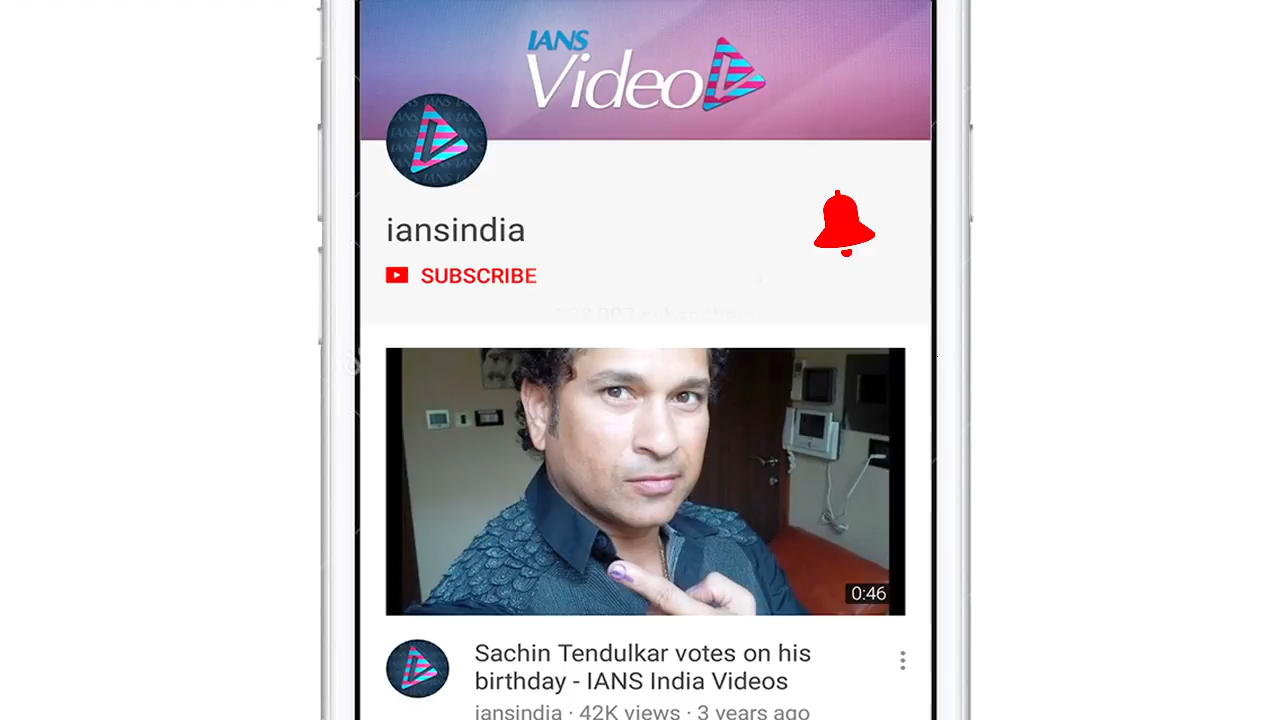 IANS
Video
iansindia
SUBSCRIBE
0:46
Sachin Tendulkar votes on his
birthday - IANS India Videos
iansindia · 42K views · 3 years ago